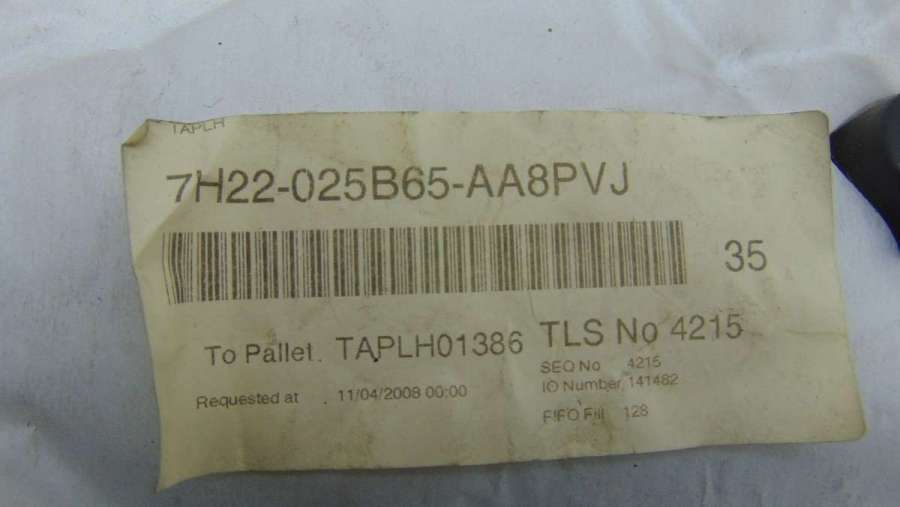 TAPLH
7H22-025B65-AA8PVJ
35
To Pallet. TAPLH01386 TLS No 4215
SEQ No 4215
IO Number 141482
Requested at 11/04/2008 00:00
FIFO Fill 128